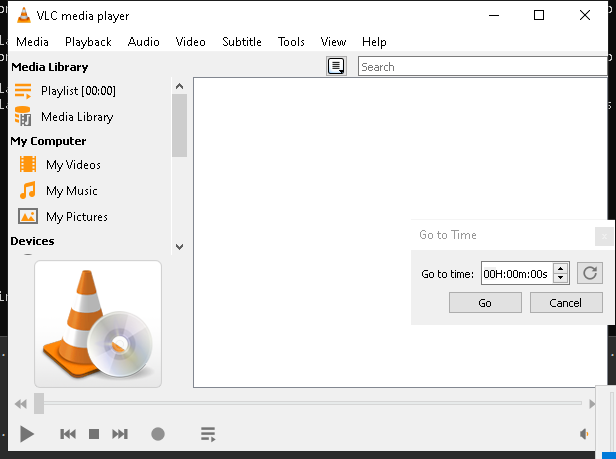 VLC media player
Media Playback Audio Video Subtitle Tools View Help
Media Library
Search
Playlist [00:00]
Media Library
My Computer
My Videos
My Music
My Pictures
Devices
Go to Time
Go to time: 00H:00m:00s
Go Cancel